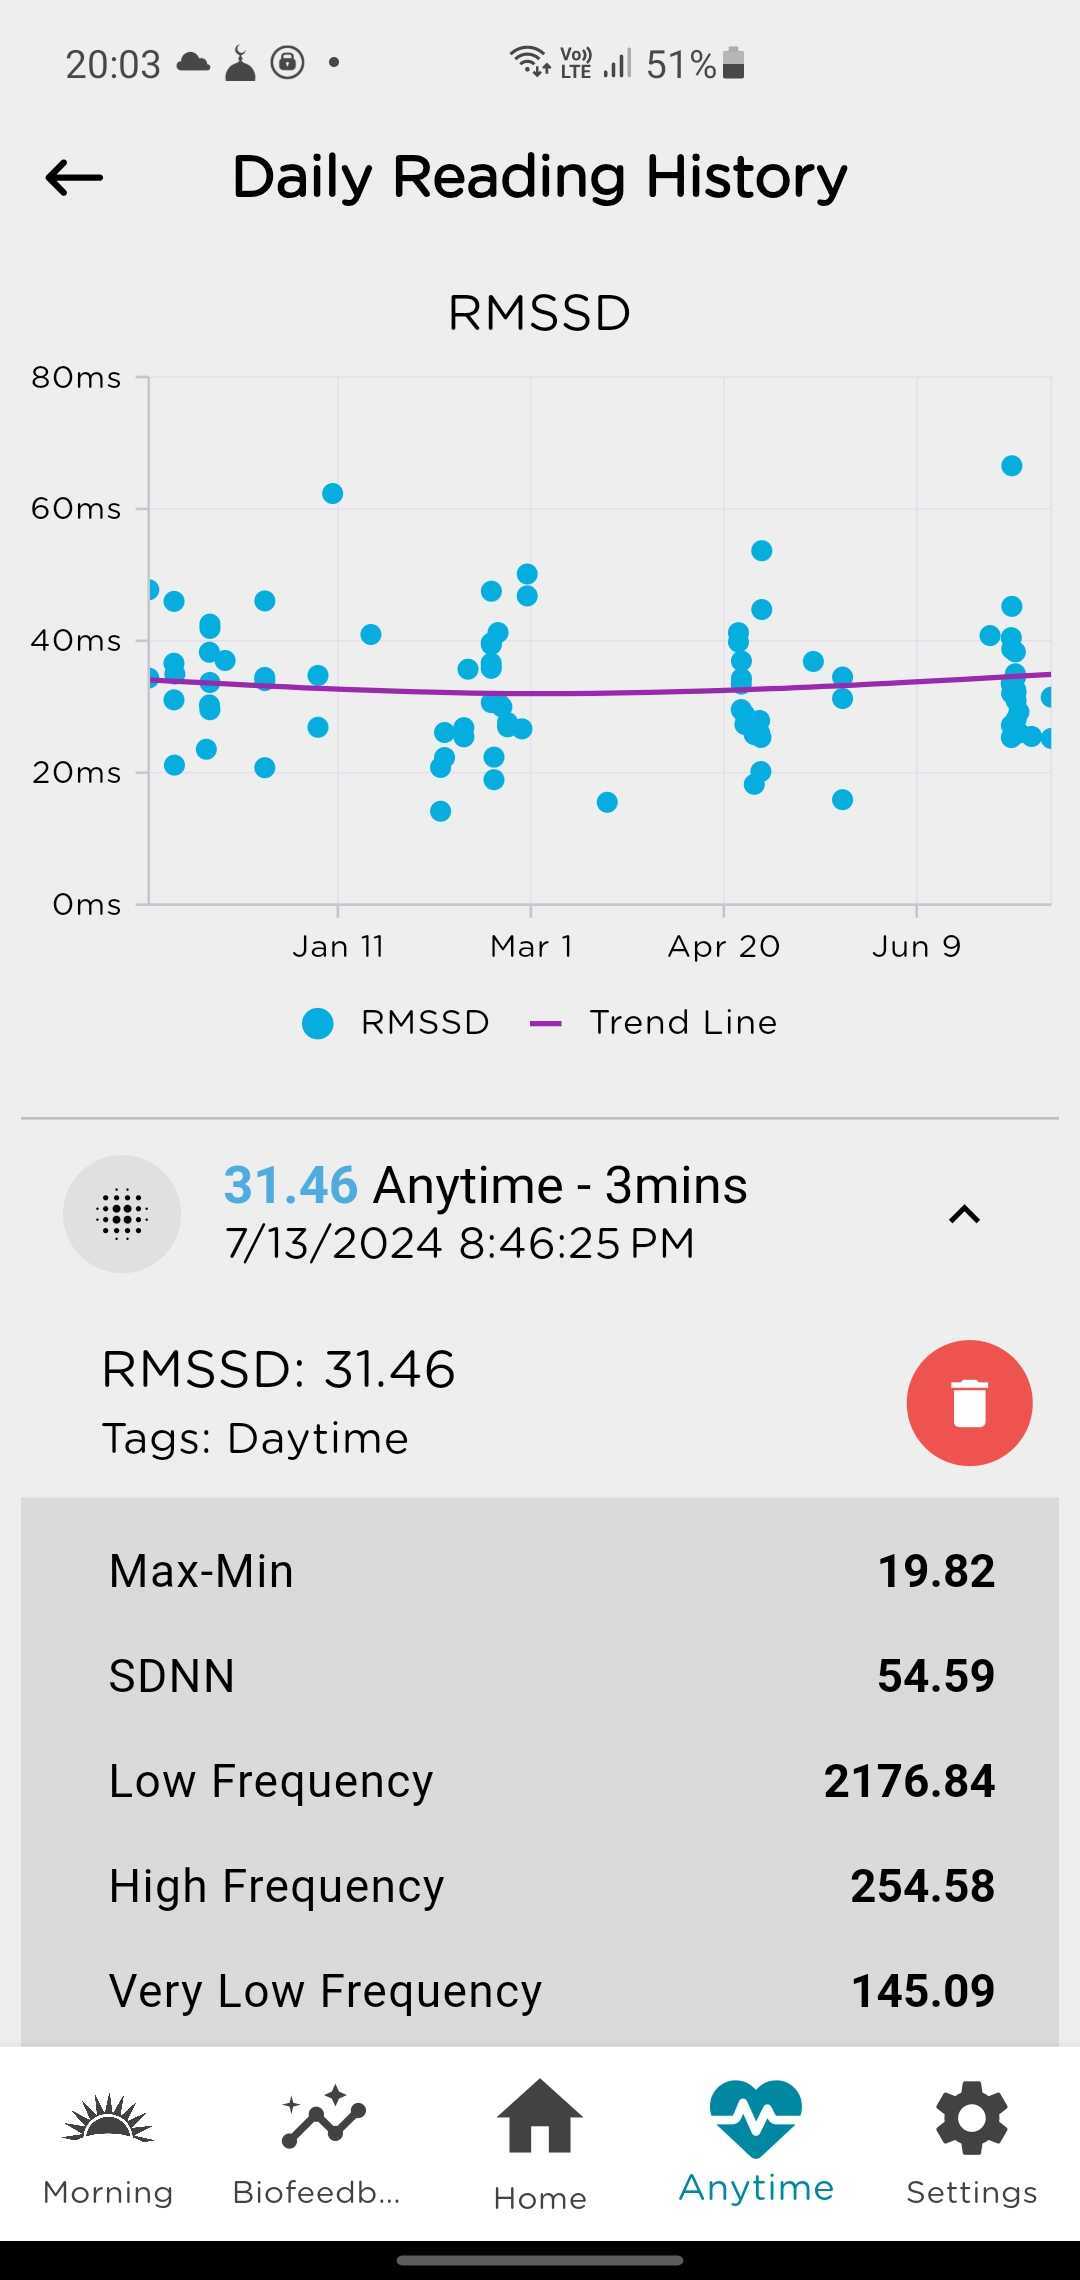 20:03 Vo)) LTE 51%
Daily Reading History
RMSSD
80ms
60ms
40ms
20ms
0ms
Jan 11 Mar 1 Apr 20 Jun 9
RMSSD Trend Line
31.46 Anytime - 3mins
7/13/2024 8:46:25 PM
RMSSD: 31.46
Tags: Daytime
Max-Min 19.82
SDNN 54.59
Low Frequency 2176.84
High Frequency 254.58
Very Low Frequency 145.09
Morning Biofeedb... Home Anytime Settings